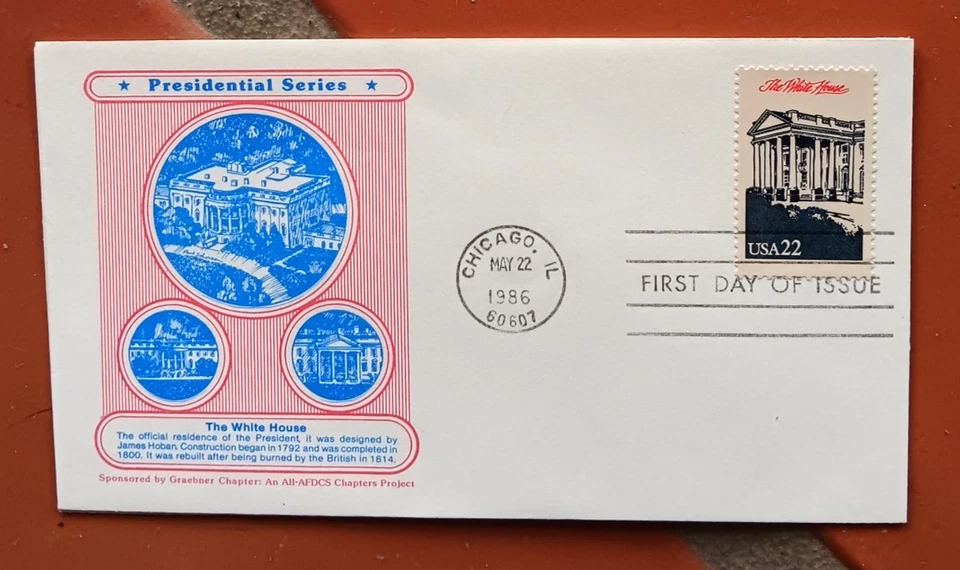 ★ Presidential Series ★
The White House
USA 22
CHICAGO, IL
MAY 22
1986
60607
FIRST DAY OF ISSUE
The White House
The official residence of the President, it was designed by
James Hoban. Construction began in 1792 and was completed in
1800. It was rebuilt after being burned by the British in 1814.
Sponsored by Graebner Chapter: An All-AFDCS Chapters Project